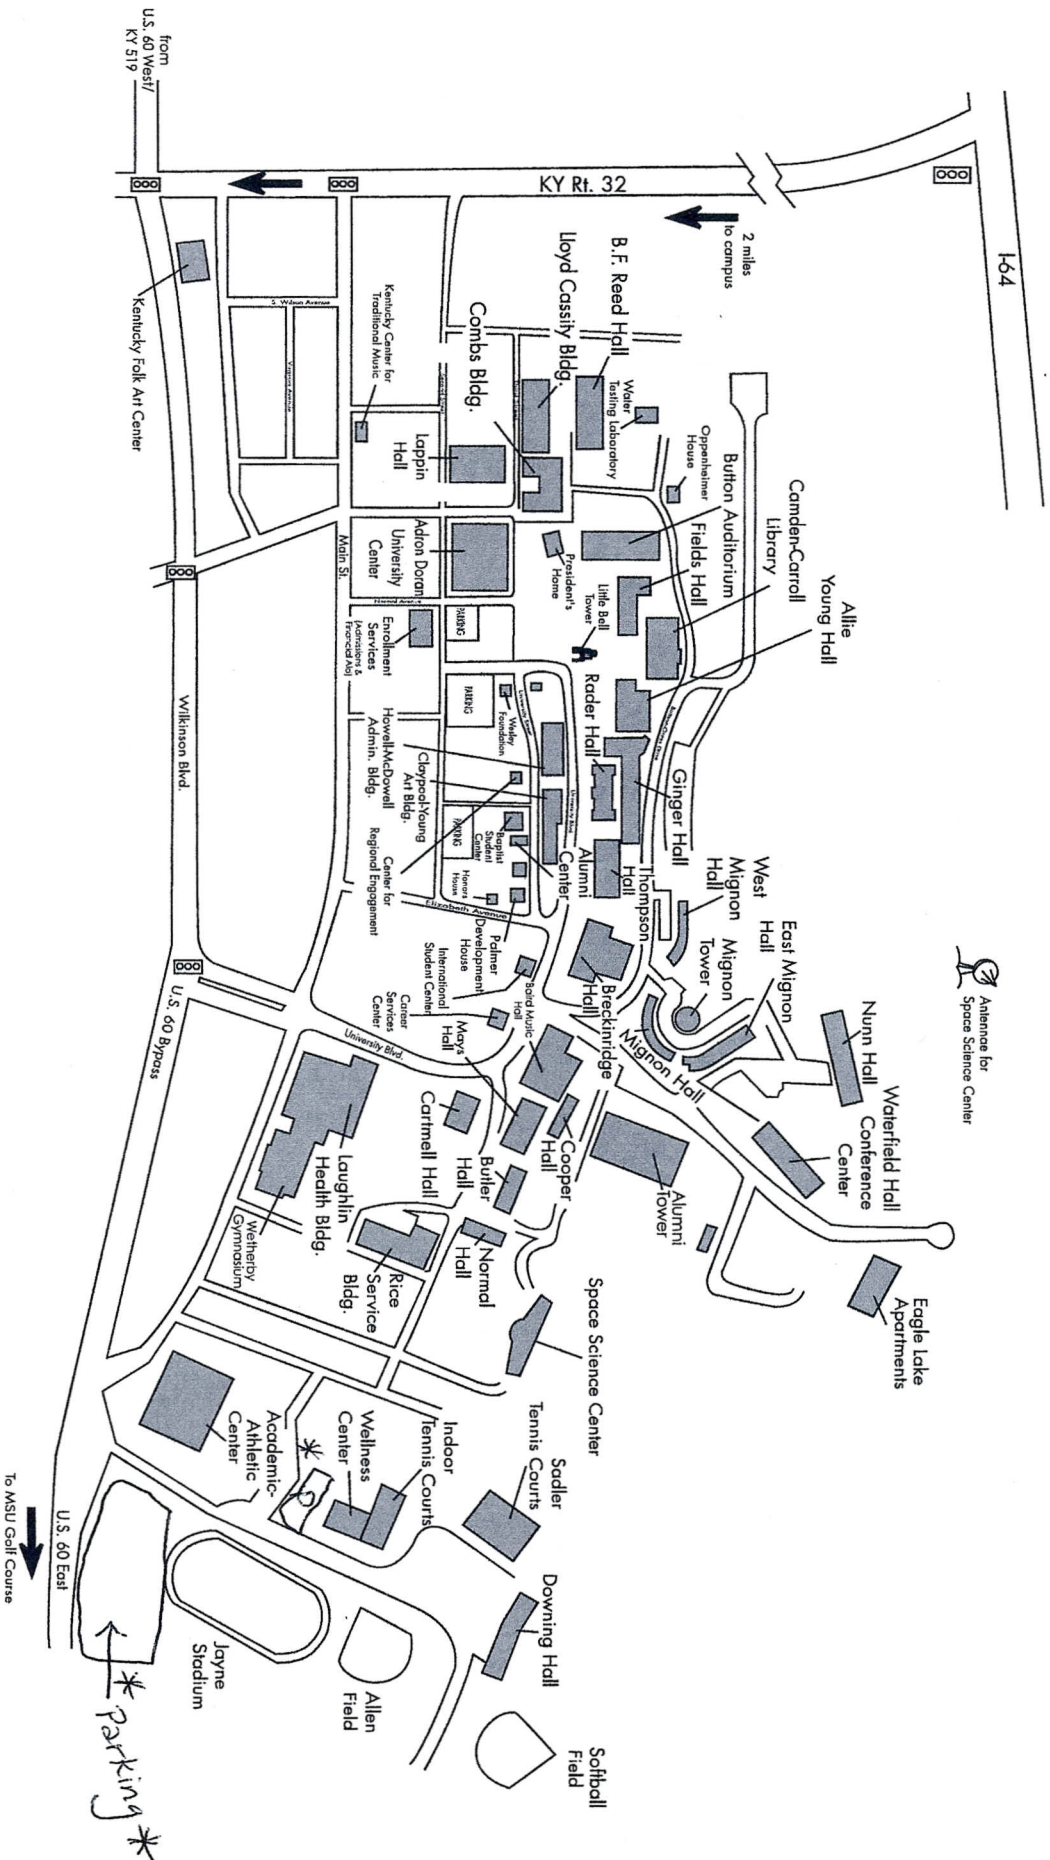 I-64
from
U.S. 60 West/
KY 519
KY Rt. 32
2 miles
to campus
Kentucky Folk Art Center
S. Wilson Avenue
Kentucky Center for
Traditional Music
Main St.
Wilkinson Blvd.
U.S. 60 Bypass
B.F. Reed Hall
Lloyd Cassity Bldg.
Combs Bldg.
Water
Testing Laboratory
Oppenheimer
House
Button Auditorium
Fields Hall
Camden-Carroll
Library
Allie
Young Hall
Lappin
Hall
Adron Doran
University
Center
President's
Home
Little Bell
Tower
PARKING
Enrollment
Services
(Admissions &
Financial Aid)
PARKING
Wesley
Foundation
Rader Hall
Ginger Hall
Howell-McDowell
Admin. Bldg.
Claypool-Young
Art Bldg.
Center for
Regional Engagement
PARKING
Baptist
Student
Center
Honors
House
Alumni
Center
Thompson
Hall
Elizabeth Avenue
Palmer
Development
House
International
Student Center
Career
Services
Center
University Blvd.
West
Mignon
Hall
Mignon
Tower
East Mignon
Hall
Mignon Hall
Breckinridge
Hall
Baird Music
Hall
Mays
Hall
Cartmell Hall
Butler
Hall
Cooper
Hall
Normal
Hall
Alumni
Tower
Nunn Hall
Waterfield Hall
Conference
Center
Antennae for
Space Science Center
Eagle Lake
Apartments
Space Science Center
Laughlin
Health Bldg.
Wetherby
Gymnasium
Rice
Service
Bldg.
Academic-
Athletic
Center
Wellness
Center
Indoor
Tennis Courts
Sadler
Tennis Courts
Downing Hall
Softball
Field
Allen
Field
Jayne
Stadium
U.S. 60 East
To MSU Golf Course
*
* Parking *